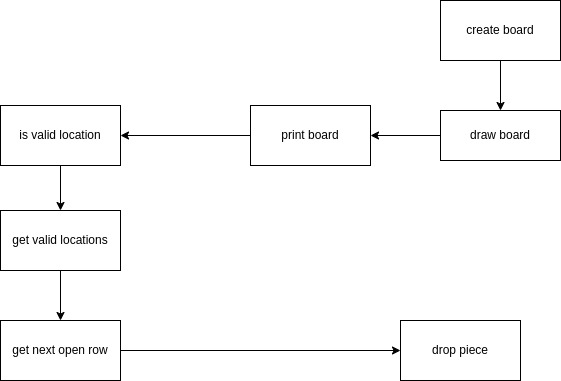 create board
draw board
print board
is valid location
get valid locations
get next open row
drop piece